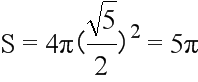 S = 4π(√5/2)² = 5π